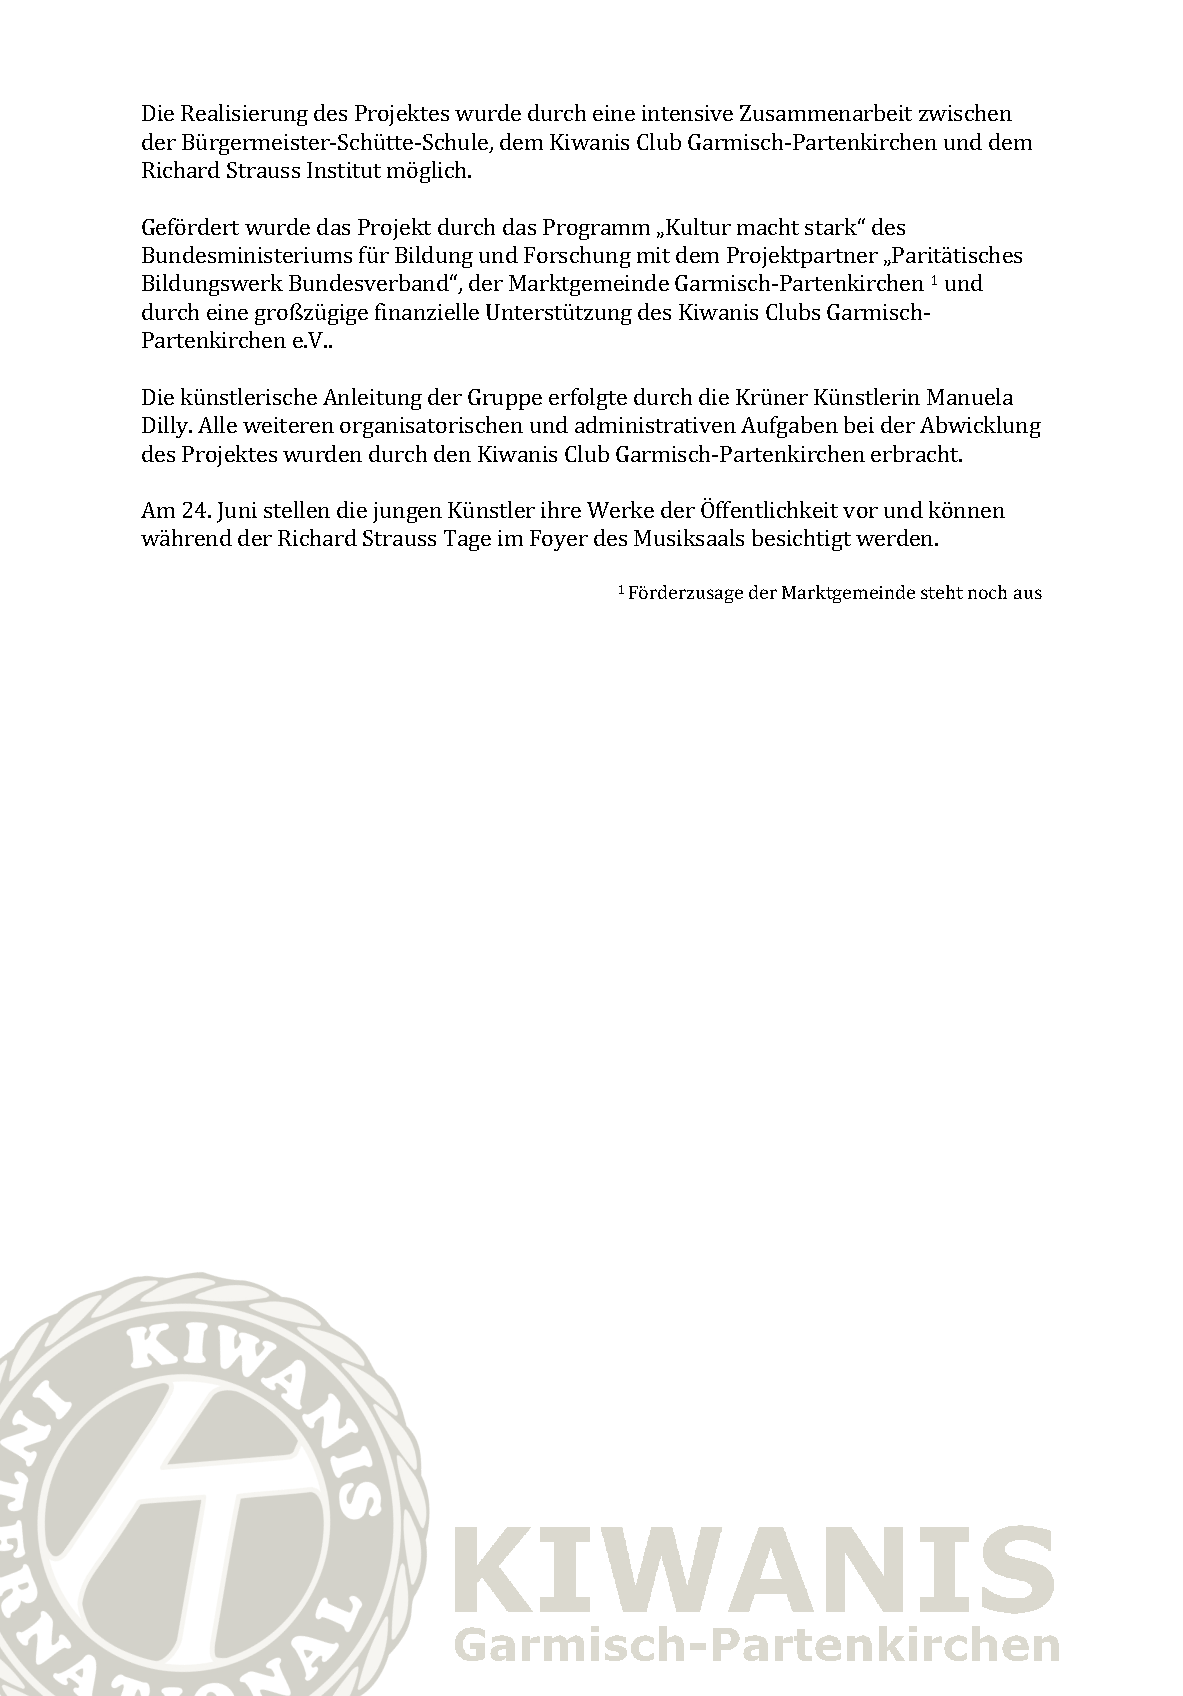 Die Realisierung des Projektes wurde durch eine intensive Zusammenarbeit zwischen
der Bürgermeister-Schütte-Schule, dem Kiwanis Club Garmisch-Partenkirchen und dem
Richard Strauss Institut möglich.
Gefördert wurde das Projekt durch das Programm „Kultur macht stark“ des
Bundesministeriums für Bildung und Forschung mit dem Projektpartner „Paritätisches
Bildungswerk Bundesverband“, der Marktgemeinde Garmisch-Partenkirchen ¹ und
durch eine großzügige finanzielle Unterstützung des Kiwanis Clubs Garmisch-
Partenkirchen e.V..
Die künstlerische Anleitung der Gruppe erfolgte durch die Krüner Künstlerin Manuela
Dilly. Alle weiteren organisatorischen und administrativen Aufgaben bei der Abwicklung
des Projektes wurden durch den Kiwanis Club Garmisch-Partenkirchen erbracht.
Am 24. Juni stellen die jungen Künstler ihre Werke der Öffentlichkeit vor und können
während der Richard Strauss Tage im Foyer des Musiksaals besichtigt werden.
¹ Förderzusage der Marktgemeinde steht noch aus
KIWANIS
INTERNATIONAL
K
KIWANIS
Garmisch-Partenkirchen